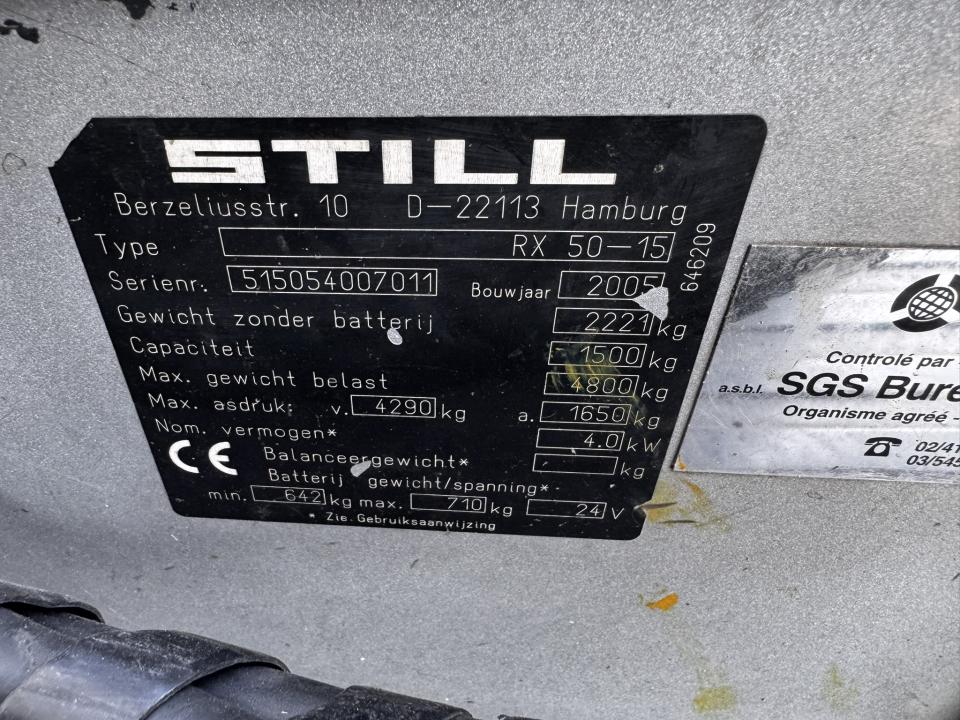 STILL
Berzeliusstr. 10 D-22113 Hamburg
Type RX 50-15
Serienr. 515054007011 Bouwjaar 2005
646209
Gewicht zonder batterij 2221 kg
Capaciteit 1500 kg
Max. gewicht belast 4800 kg
Max. asdruk: v. 4290 kg a. 1650 kg
Nom. vermogen* 4.0 kW
CE Balanceergewicht* kg
Batterij gewicht/spanning*
min. 642 kg max. 710 kg 24 V
* Zie. Gebruiksaanwijzing
Controlé par
a.s.b.l. SGS Bure
Organisme agréé -
02/41
03/545